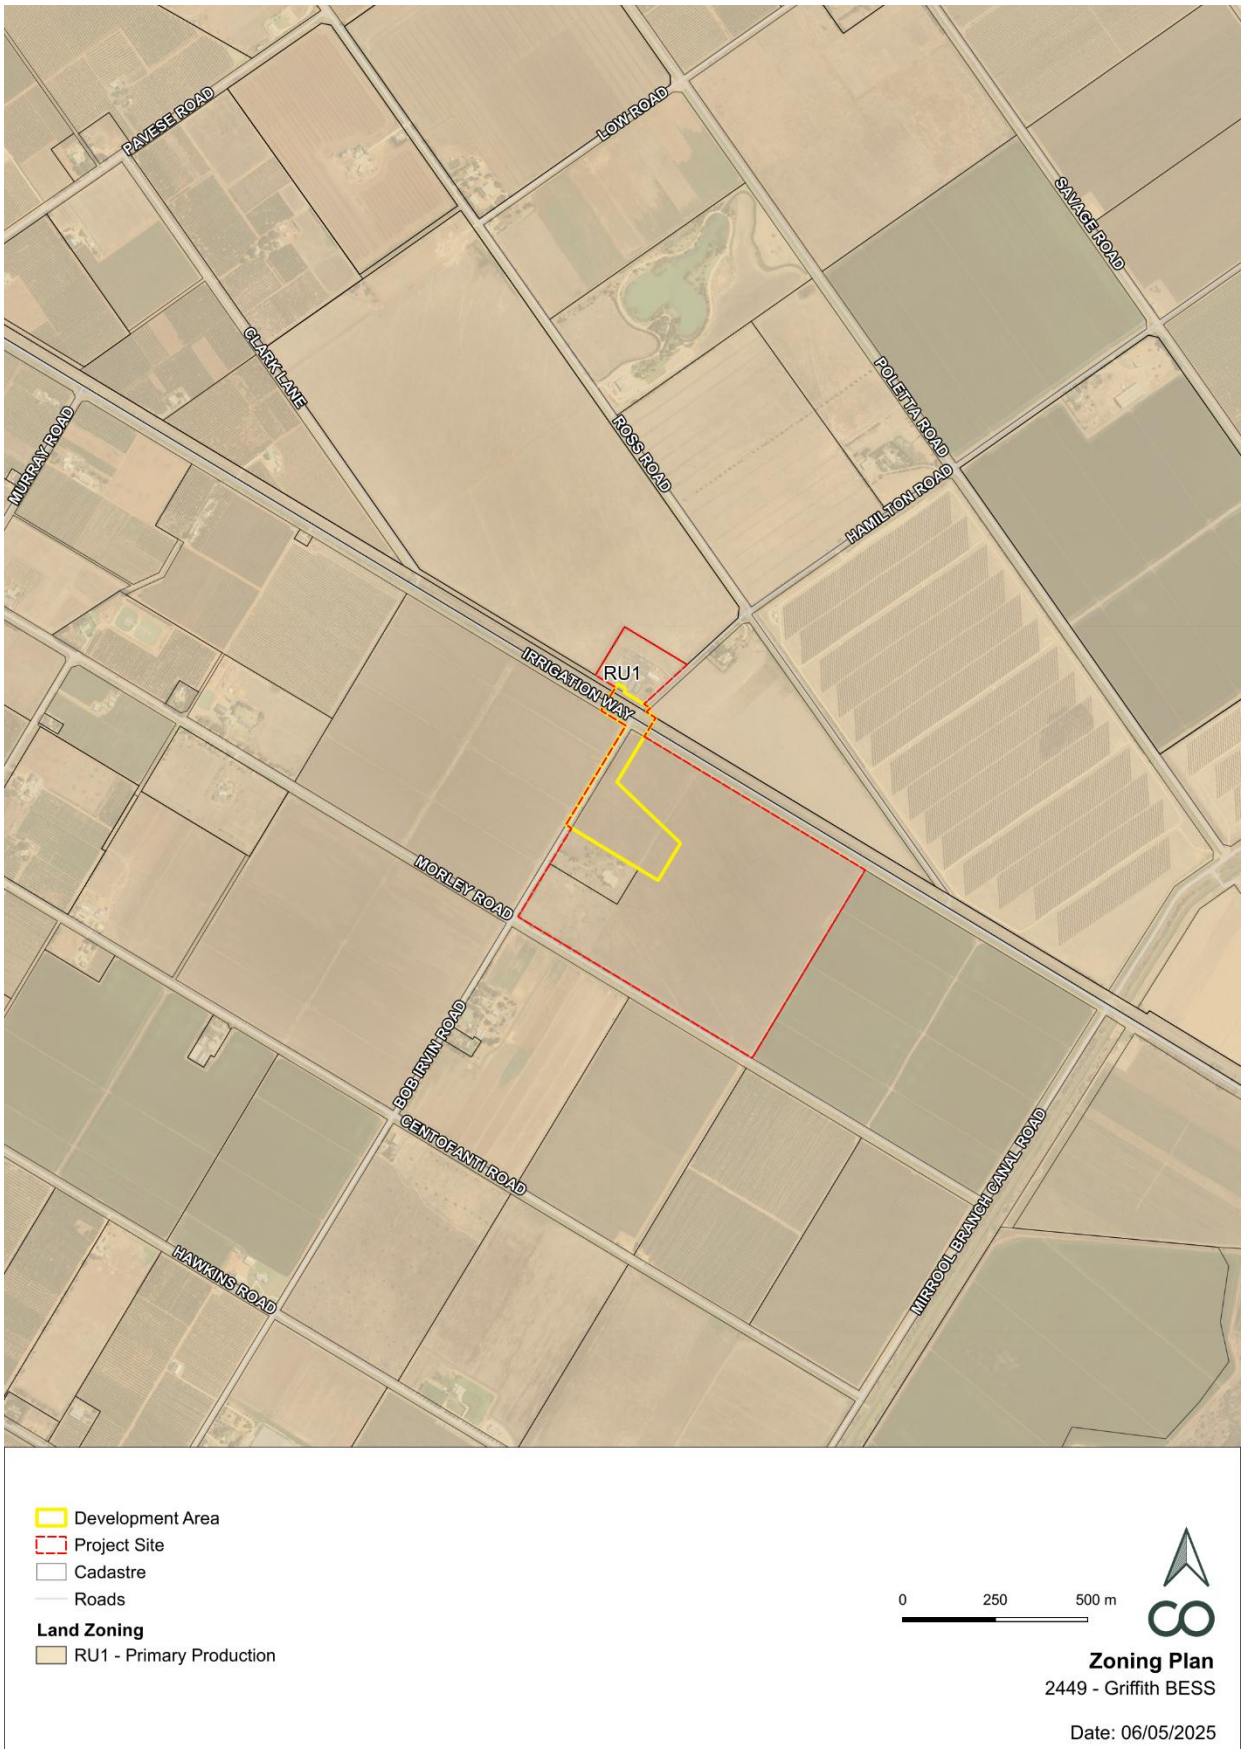 PAVESE ROAD
LOW ROAD
SAVAGE ROAD
CLARK LANE
MURRAY ROAD
ROSS ROAD
POLETTA ROAD
HAMILTON ROAD
IRRIGATION WAY
RU1
MORLEY ROAD
BOB IRVIN ROAD
CENTOFANTI ROAD
MIRROOL BRANCH CANAL ROAD
HAWKINS ROAD
Development Area
Project Site
Cadastre
Roads
Land Zoning
RU1 - Primary Production
0 250 500 m
Zoning Plan
2449 - Griffith BESS
Date: 06/05/2025